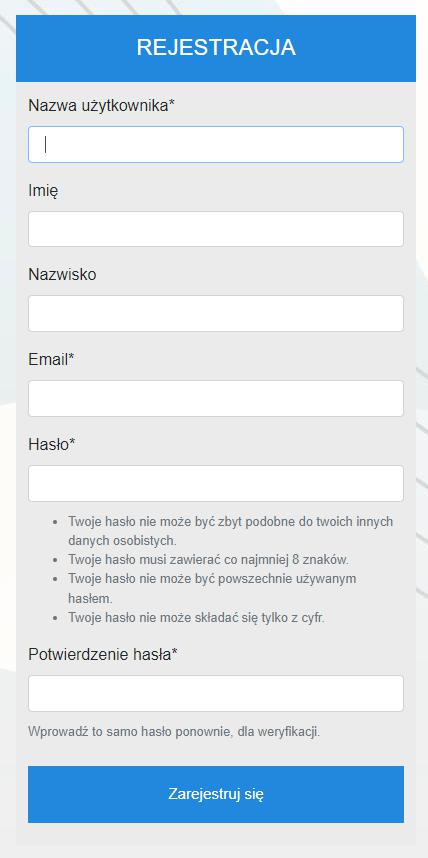 REJESTRACJA
Nazwa użytkownika*
Imię
Nazwisko
Email*
Hasło*
• Twoje hasło nie może być zbyt podobne do twoich innych
danych osobistych.
• Twoje hasło musi zawierać co najmniej 8 znaków.
• Twoje hasło nie może być powszechnie używanym
hasłem.
• Twoje hasło nie może składać się tylko z cyfr.
Potwierdzenie hasła*
Wprowadź to samo hasło ponownie, dla weryfikacji.
Zarejestruj się